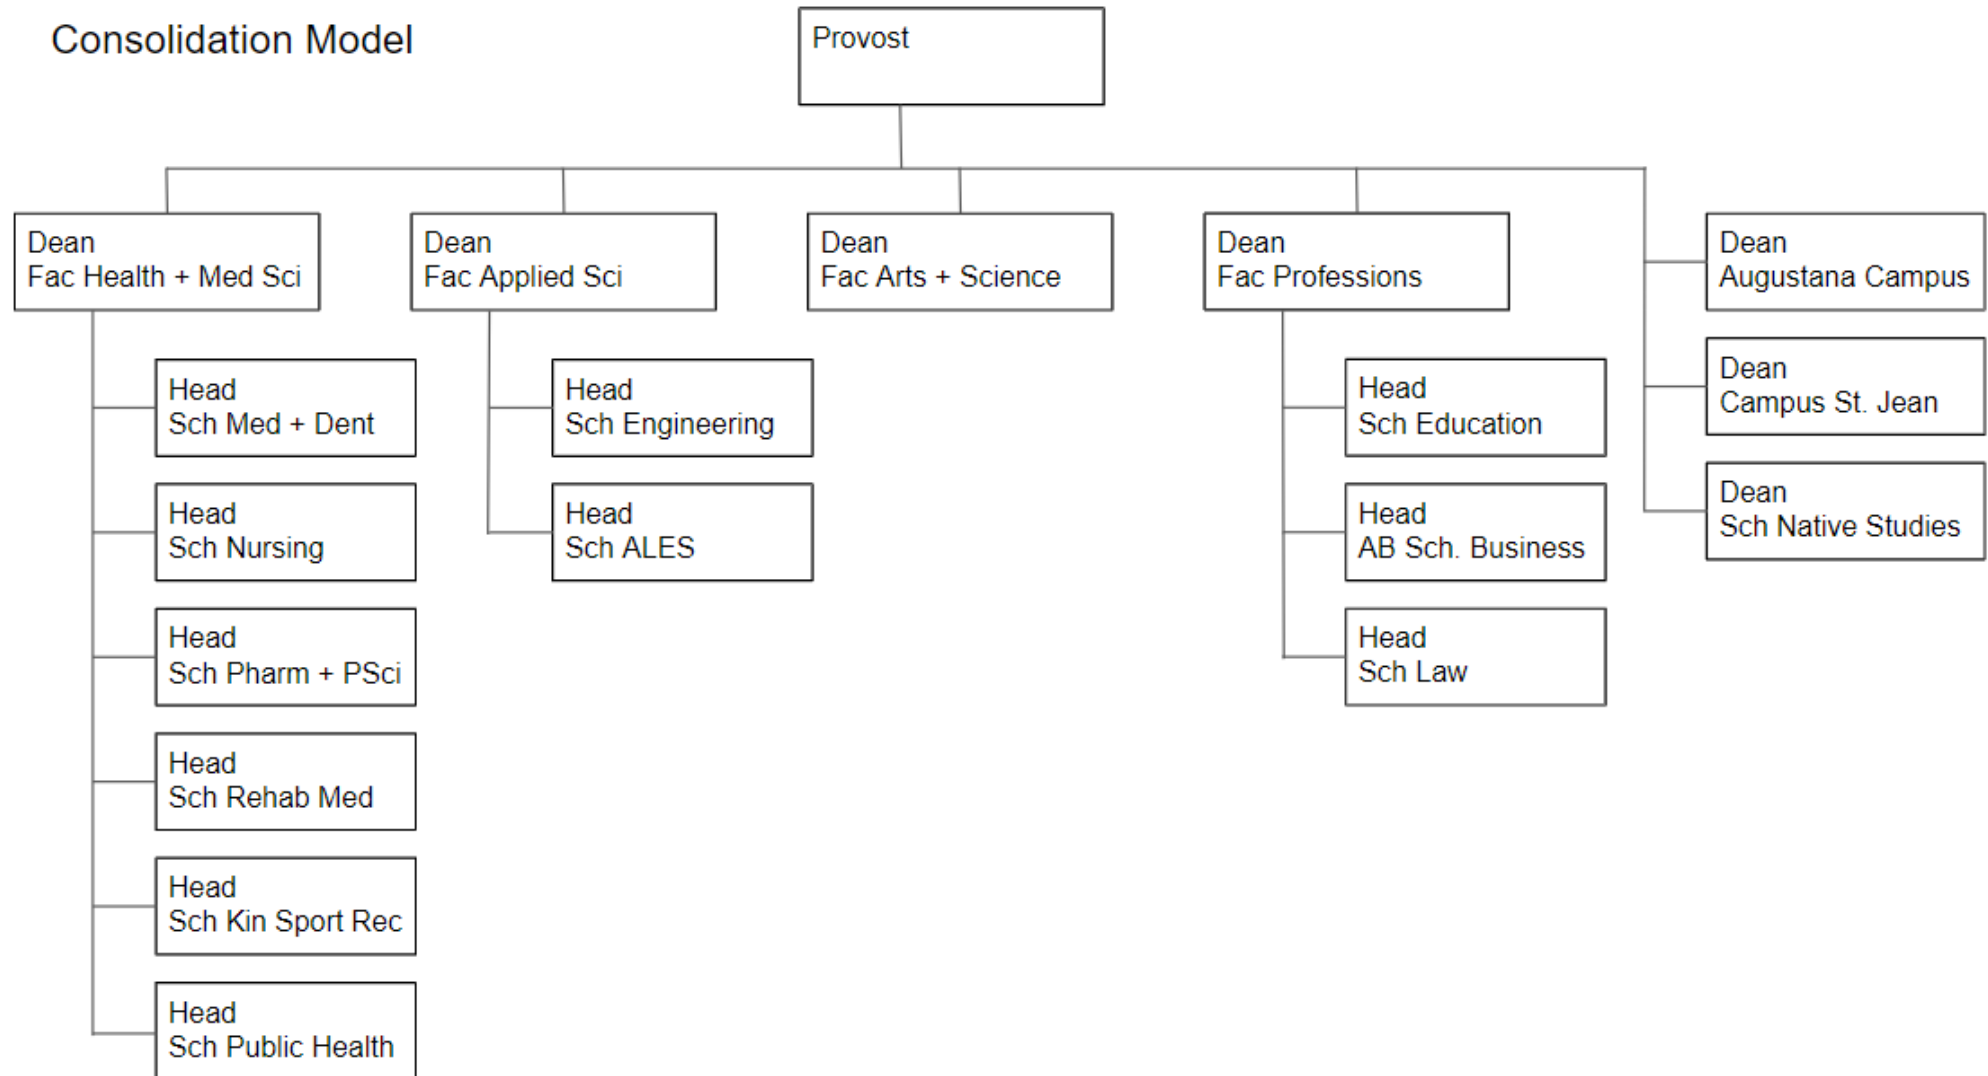 Consolidation Model
Provost
Dean
Fac Health + Med Sci
Head
Sch Med + Dent
Head
Sch Nursing
Head
Sch Pharm + PSci
Head
Sch Rehab Med
Head
Sch Kin Sport Rec
Head
Sch Public Health
Dean
Fac Applied Sci
Head
Sch Engineering
Head
Sch ALES
Dean
Fac Arts + Science
Dean
Fac Professions
Head
Sch Education
Head
AB Sch. Business
Head
Sch Law
Dean
Augustana Campus
Dean
Campus St. Jean
Dean
Sch Native Studies